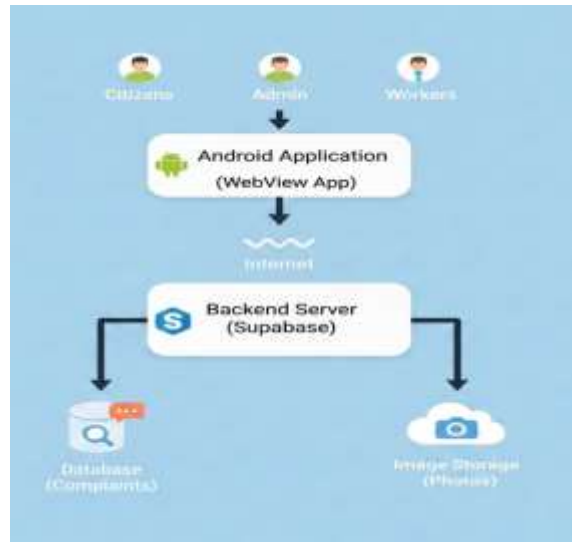 Citizens
Admin
Workers
Android Application
(WebView App)
Internet
S
Backend Server
(Supabase)
Database
(Complaints)
Image Storage
(Photos)